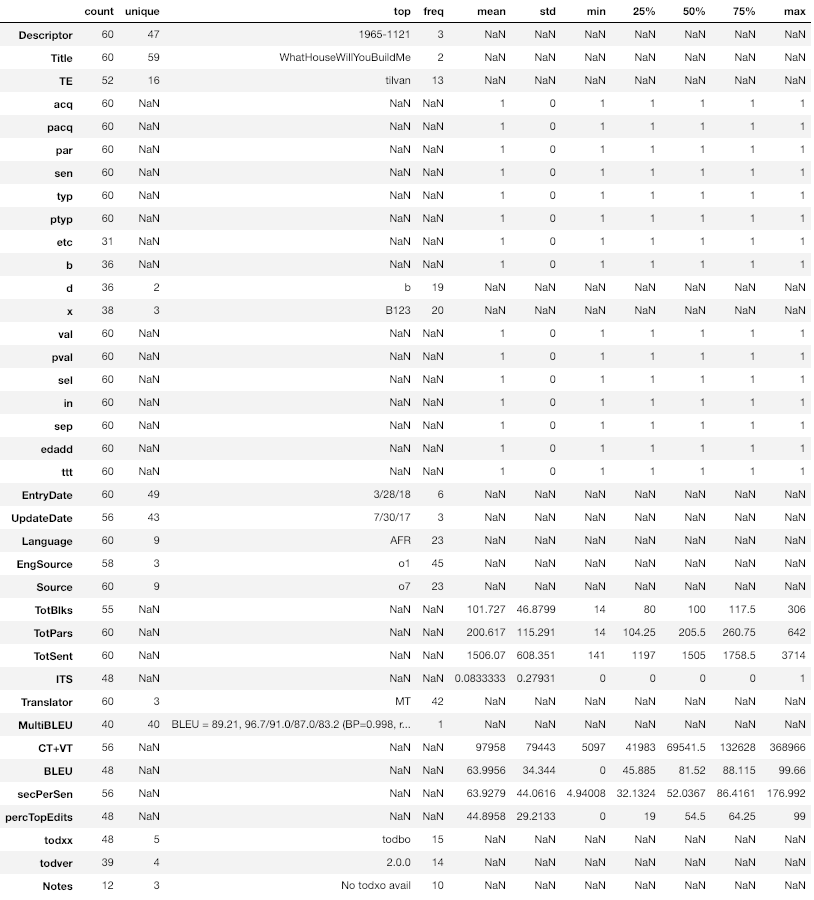 count unique top freq mean std min 25% 50% 75% max
Descriptor 60 47 1965-1121 3 NaN NaN NaN NaN NaN NaN NaN
Title 60 59 WhatHouseWillYouBuildMe 2 NaN NaN NaN NaN NaN NaN NaN
TE 52 16 tilvan 13 NaN NaN NaN NaN NaN NaN NaN
acq 60 NaN NaN NaN 1 0 1 1 1 1 1
pacq 60 NaN NaN NaN 1 0 1 1 1 1 1
par 60 NaN NaN NaN 1 0 1 1 1 1 1
sen 60 NaN NaN NaN 1 0 1 1 1 1 1
typ 60 NaN NaN NaN 1 0 1 1 1 1 1
ptyp 60 NaN NaN NaN 1 0 1 1 1 1 1
etc 31 NaN NaN NaN 1 0 1 1 1 1 1
b 36 NaN NaN NaN 1 0 1 1 1 1 1
d 36 2 b 19 NaN NaN NaN NaN NaN NaN NaN
x 38 3 B123 20 NaN NaN NaN NaN NaN NaN NaN
val 60 NaN NaN NaN 1 0 1 1 1 1 1
pval 60 NaN NaN NaN 1 0 1 1 1 1 1
sel 60 NaN NaN NaN 1 0 1 1 1 1 1
in 60 NaN NaN NaN 1 0 1 1 1 1 1
sep 60 NaN NaN NaN 1 0 1 1 1 1 1
edadd 60 NaN NaN NaN 1 0 1 1 1 1 1
ttt 60 NaN NaN NaN 1 0 1 1 1 1 1
EntryDate 60 49 3/28/18 6 NaN NaN NaN NaN NaN NaN NaN
UpdateDate 56 43 7/30/17 3 NaN NaN NaN NaN NaN NaN NaN
Language 60 9 AFR 23 NaN NaN NaN NaN NaN NaN NaN
EngSource 58 3 o1 45 NaN NaN NaN NaN NaN NaN NaN
Source 60 9 o7 23 NaN NaN NaN NaN NaN NaN NaN
TotBlks 55 NaN NaN NaN 101.727 46.8799 14 80 100 117.5 306
TotPars 60 NaN NaN NaN 200.617 115.291 14 104.25 205.5 260.75 642
TotSent 60 NaN NaN NaN 1506.07 608.351 141 1197 1505 1758.5 3714
ITS 48 NaN NaN NaN 0.0833333 0.27931 0 0 0 0 1
Translator 60 3 MT 42 NaN NaN NaN NaN NaN NaN NaN
MultiBLEU 40 40 BLEU = 89.21, 96.7/91.0/87.0/83.2 (BP=0.998, r... 1 NaN NaN NaN NaN NaN NaN NaN
CT+VT 56 NaN NaN NaN 97958 79443 5097 41983 69541.5 132628 368966
BLEU 48 NaN NaN NaN 63.9956 34.344 0 45.885 81.52 88.115 99.66
secPerSen 56 NaN NaN NaN 63.9279 44.0616 4.94008 32.1324 52.0367 86.4161 176.992
percTopEdits 48 NaN NaN NaN 44.8958 29.2133 0 19 54.5 64.25 99
todxx 48 5 todbo 15 NaN NaN NaN NaN NaN NaN NaN
todver 39 4 2.0.0 14 NaN NaN NaN NaN NaN NaN NaN
Notes 12 3 No todxo avail 10 NaN NaN NaN NaN NaN NaN NaN